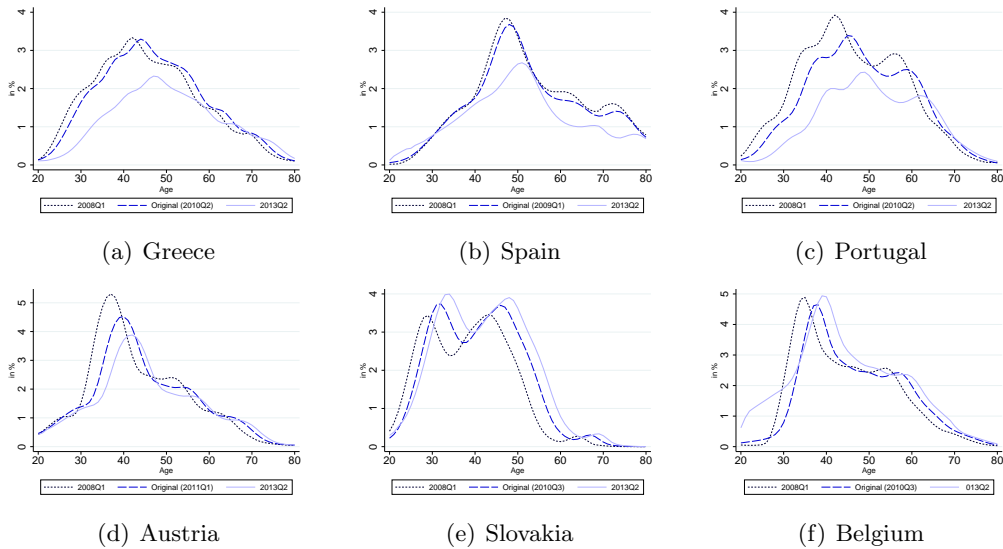 4
3
2
1
0
in %
20 30 40 50 60 70 80
Age
2008Q1 Original (2010Q2) 2013Q2
(a) Greece
4
3
2
1
0
in %
20 30 40 50 60 70 80
Age
2008Q1 Original (2009Q1) 2013Q2
(b) Spain
4
3
2
1
0
in %
20 30 40 50 60 70 80
Age
2008Q1 Original (2010Q2) 2013Q2
(c) Portugal
5
4
3
2
1
0
in %
20 30 40 50 60 70 80
Age
2008Q1 Original (2011Q1) 2013Q2
(d) Austria
4
3
2
1
0
in %
20 30 40 50 60 70 80
Age
2008Q1 Original (2010Q3) 2013Q2
(e) Slovakia
5
4
3
2
1
0
in %
20 30 40 50 60 70 80
Age
2008Q1 Original (2010Q3) 013Q2
(f) Belgium